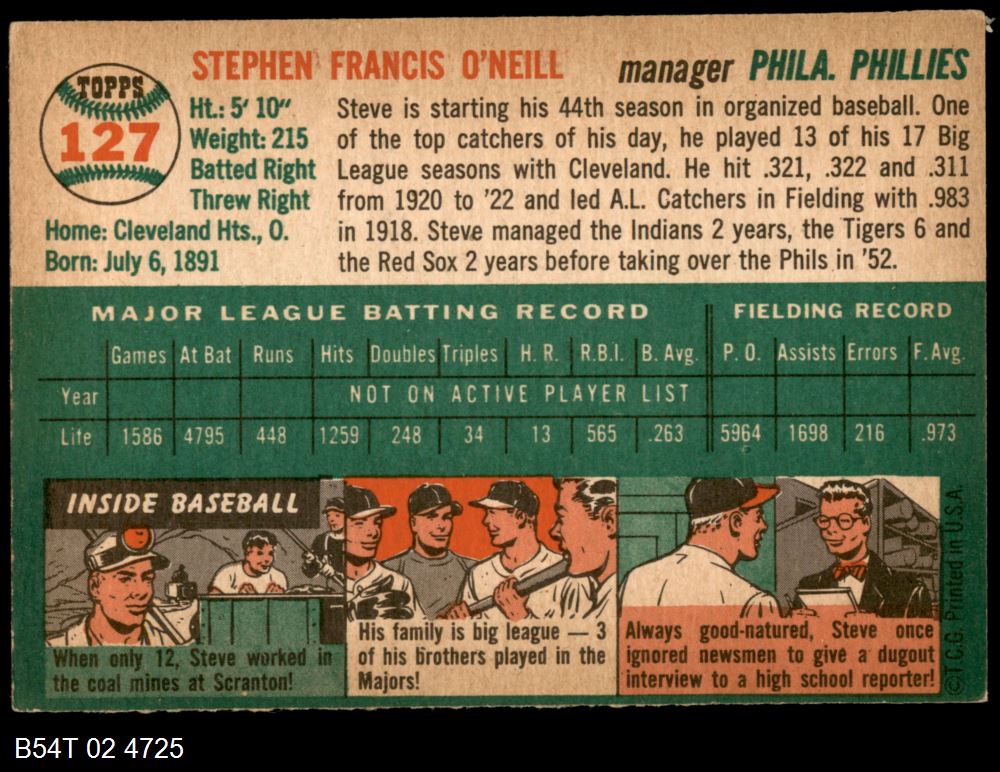 STEPHEN FRANCIS O'NEILL manager PHILA. PHILLIES
TOPPS
127
Ht.: 5' 10"
Weight: 215
Batted Right
Threw Right
Home: Cleveland Hts., O.
Born: July 6, 1891
Steve is starting his 44th season in organized baseball. One
of the top catchers of his day, he played 13 of his 17 Big
League seasons with Cleveland. He hit .321, .322 and .311
from 1920 to '22 and led A.L. Catchers in Fielding with .983
in 1918. Steve managed the Indians 2 years, the Tigers 6 and
the Red Sox 2 years before taking over the Phils in '52.
MAJOR LEAGUE BATTING RECORD FIELDING RECORD
Games At Bat Runs Hits Doubles Triples H. R. R.B.I. B. Avg. P. O. Assists Errors F. Avg.
Year NOT ON ACTIVE PLAYER LIST
Life 1586 4795 448 1259 248 34 13 565 .263 5964 1698 216 .973
INSIDE BASEBALL
When only 12, Steve worked in
the coal mines at Scranton!
His family is big league — 3
of his brothers played in the
Majors!
Always good-natured, Steve once
ignored newsmen to give a dugout
interview to a high school reporter!
©T.C.G. Printed in U.S.A.
B54T 02 4725